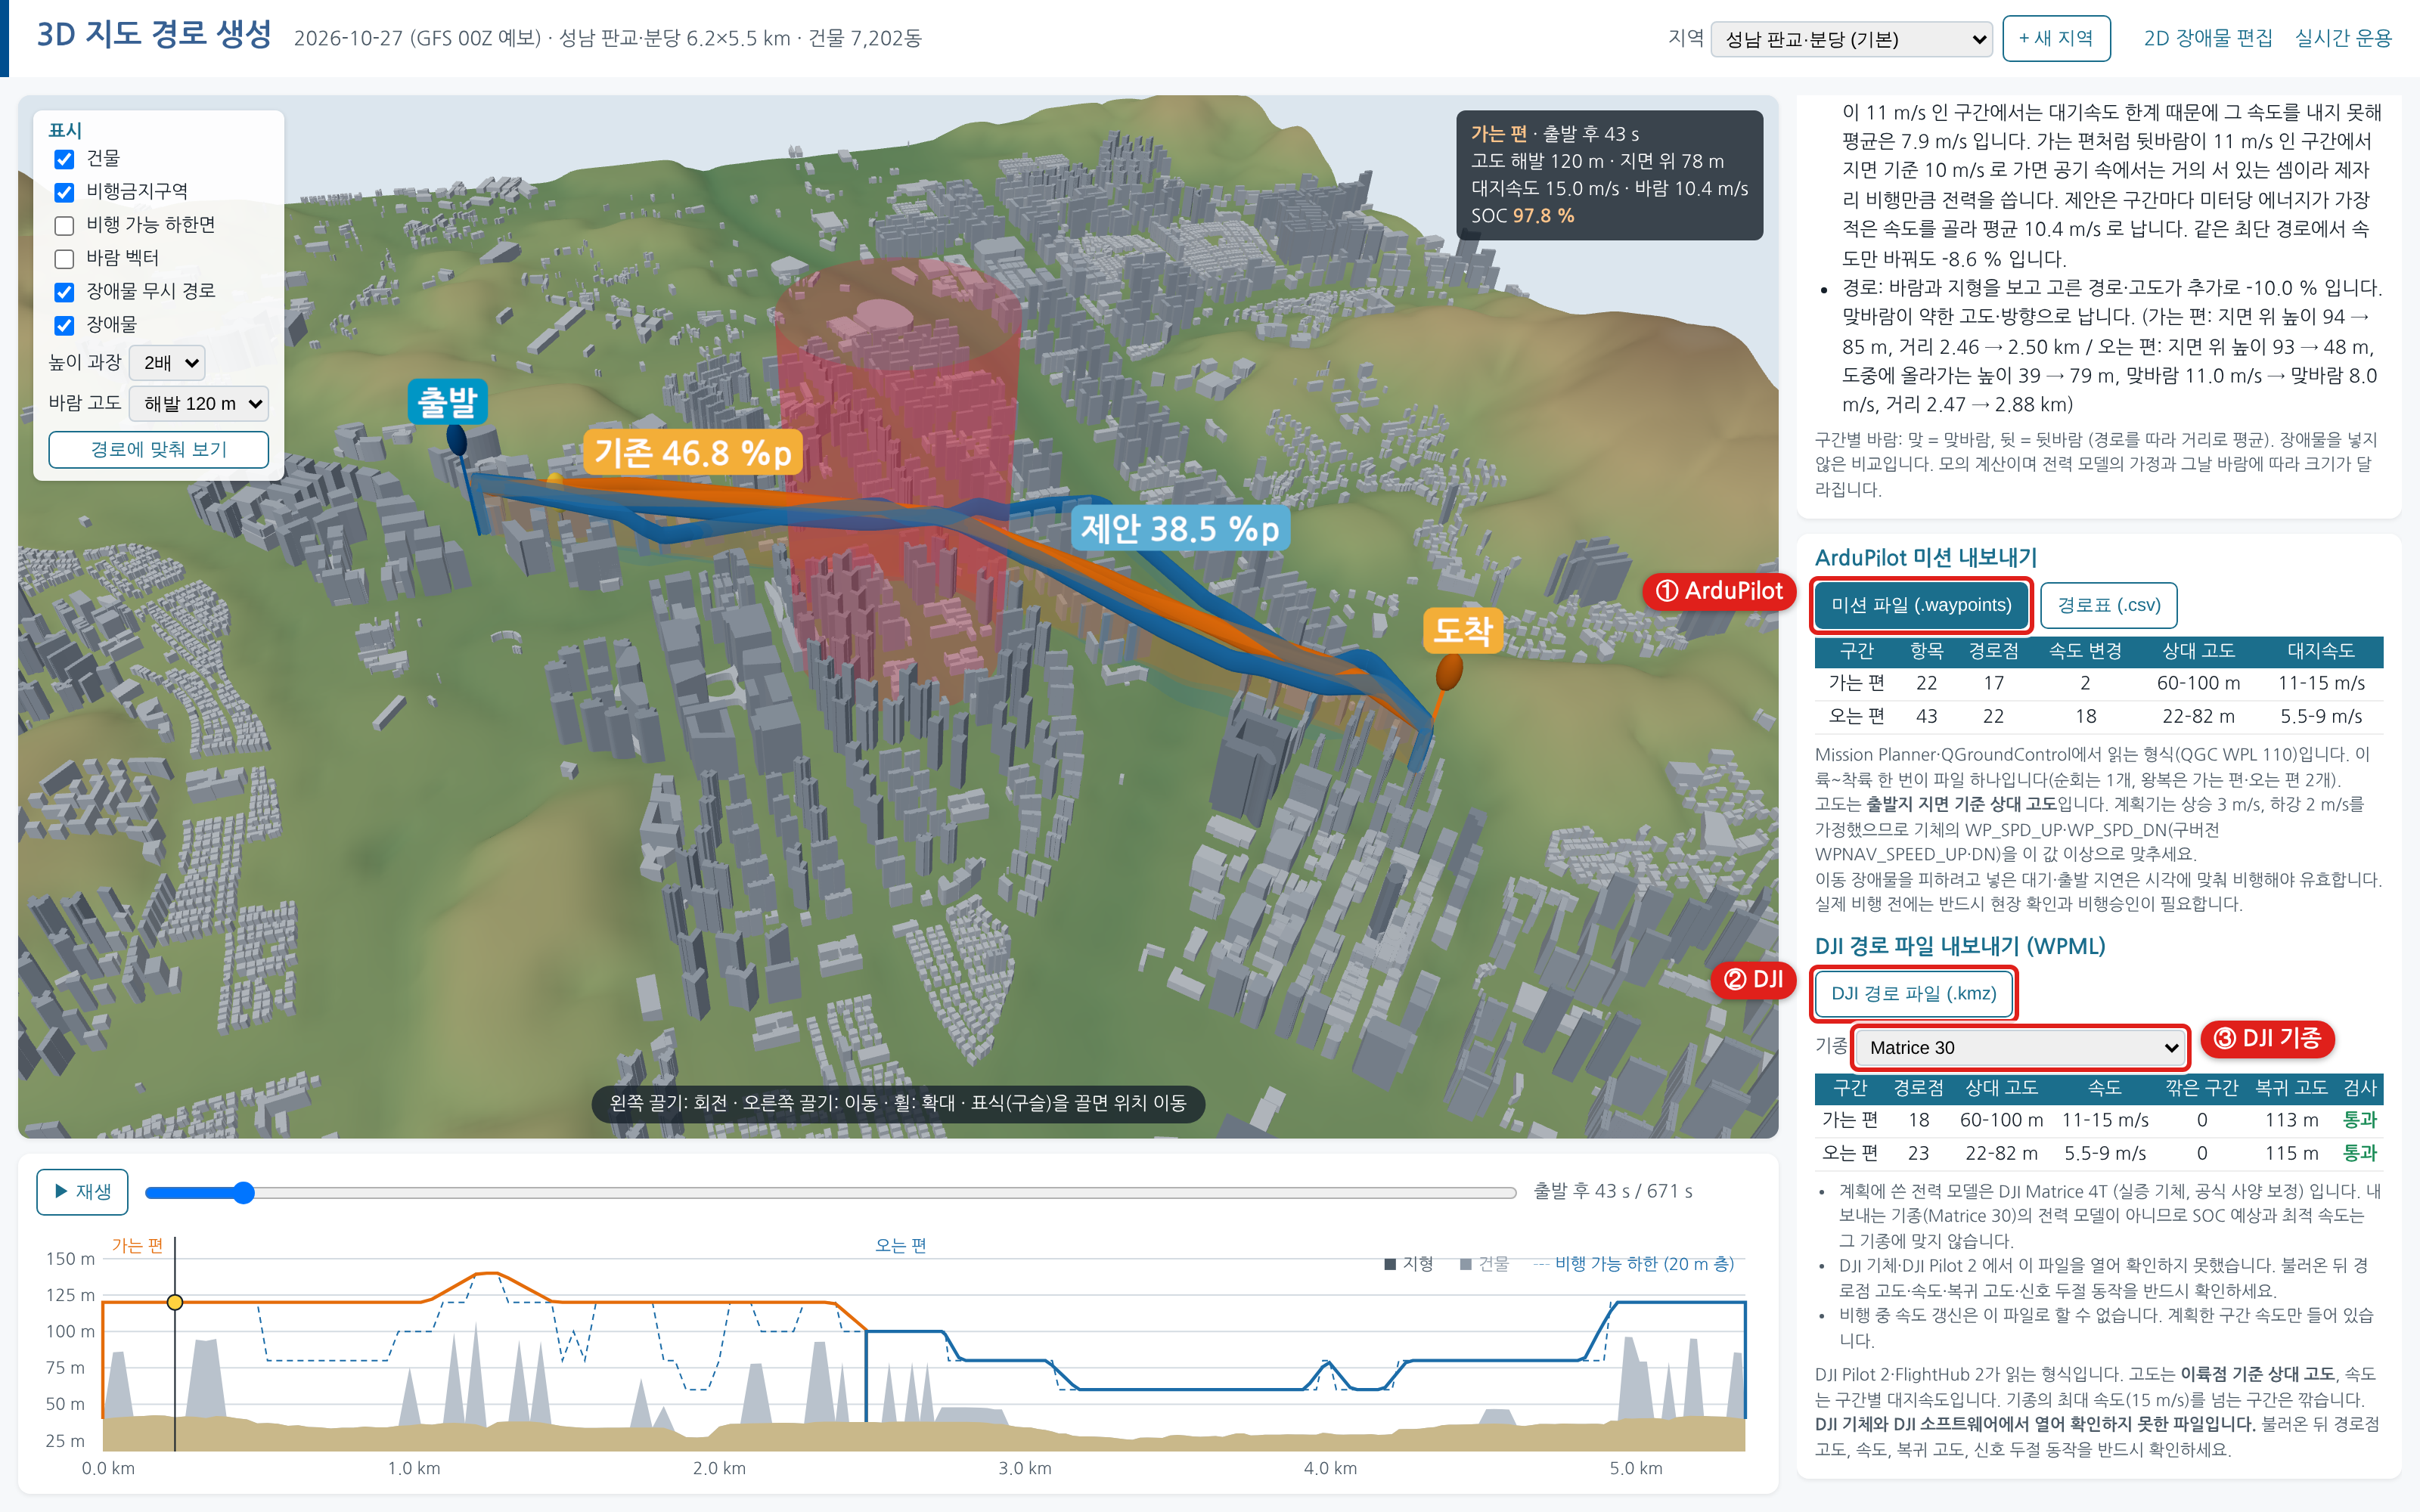 3D 지도 경로 생성
2026-10-27 (GFS 00Z 예보) · 성남 판교·분당 6.2×5.5 km · 건물 7,202동
지역
성남 판교·분당 (기본)
+ 새 지역
2D 장애물 편집
실시간 운용
표시
건물
비행금지구역
비행 가능 하한면
바람 벡터
장애물 무시 경로
장애물
높이 과장 2배
바람 고도 해발 120 m
경로에 맞춰 보기
가는 편 · 출발 후 43 s
고도 해발 120 m · 지면 위 78 m
대지속도 15.0 m/s · 바람 10.4 m/s
SOC 97.8 %
출발
기존 46.8 %p
제안 38.5 %p
도착
왼쪽 끌기: 회전 · 오른쪽 끌기: 이동 · 휠: 확대 · 표식(구슬)을 끌면 위치 이동
▶ 재생
출발 후 43 s / 671 s
가는 편
오는 편
지형
건물
비행 가능 하한 (20 m 층)
150 m
125 m
100 m
75 m
50 m
25 m
0.0 km
1.0 km
2.0 km
3.0 km
4.0 km
5.0 km
이 11 m/s 인 구간에서는 대기속도 한계 때문에 그 속도를 내지 못해
평균은 7.9 m/s 입니다. 가는 편처럼 뒷바람이 11 m/s 인 구간에서
지면 기준 10 m/s 로 가면 공기 속에서는 거의 서 있는 셈이라 제자
리 비행만큼 전력을 씁니다. 제안은 구간마다 미터당 에너지가 가장
적은 속도를 골라 평균 10.4 m/s 로 납니다. 같은 최단 경로에서 속
도만 바꿔도 -8.6 % 입니다.
• 경로: 바람과 지형을 보고 고른 경로·고도가 추가로 -10.0 % 입니다.
맞바람이 약한 고도·방향으로 납니다. (가는 편: 지면 위 높이 94 →
85 m, 거리 2.46 → 2.50 km / 오는 편: 지면 위 높이 93 → 48 m,
도중에 올라가는 높이 39 → 79 m, 맞바람 11.0 m/s → 맞바람 8.0
m/s, 거리 2.47 → 2.88 km)
구간별 바람: 맞 = 맞바람, 뒷 = 뒷바람 (경로를 따라 거리로 평균). 장애물을 넣지
않은 비교입니다. 모의 계산이며 전력 모델의 가정과 그날 바람에 따라 크기가 달
라집니다.
ArduPilot 미션 내보내기
① ArduPilot
미션 파일 (.waypoints)
경로표 (.csv)
구간 항목 경로점 속도 변경 상대 고도 대지속도
가는 편 22 17 2 60-100 m 11-15 m/s
오는 편 43 22 18 22-82 m 5.5-9 m/s
Mission Planner·QGroundControl에서 읽는 형식(QGC WPL 110)입니다. 이
륙~착륙 한 번이 파일 하나입니다(순회는 1개, 왕복은 가는 편·오는 편 2개).
고도는 출발지 지면 기준 상대 고도입니다. 계획기는 상승 3 m/s, 하강 2 m/s를
가정했으므로 기체의 WP_SPD_UP·WP_SPD_DN(구버전
WPNAV_SPEED_UP·DN)을 이 값 이상으로 맞추세요.
이동 장애물을 피하려고 넣은 대기·출발 지연은 시각에 맞춰 비행해야 유효합니다.
실제 비행 전에는 반드시 현장 확인과 비행승인이 필요합니다.
DJI 경로 파일 내보내기 (WPML)
② DJI
DJI 경로 파일 (.kmz)
기종 Matrice 30
③ DJI 기종
구간 경로점 상대 고도 속도 깎은 구간 복귀 고도 검사
가는 편 18 60-100 m 11-15 m/s 0 113 m 통과
오는 편 23 22-82 m 5.5-9 m/s 0 115 m 통과
• 계획에 쓴 전력 모델은 DJI Matrice 4T (실증 기체, 공식 사양 보정) 입니다. 내
보내는 기종(Matrice 30)의 전력 모델이 아니므로 SOC 예상과 최적 속도는
그 기종에 맞지 않습니다.
• DJI 기체·DJI Pilot 2 에서 이 파일을 열어 확인하지 못했습니다. 불러온 뒤 경
로점 고도·속도·복귀 고도·신호 두절 동작을 반드시 확인하세요.
• 비행 중 속도 갱신은 이 파일로 할 수 없습니다. 계획한 구간 속도만 들어 있습
니다.
DJI Pilot 2·FlightHub 2가 읽는 형식입니다. 고도는 이륙점 기준 상대 고도, 속도
는 구간별 대지속도입니다. 기종의 최대 속도(15 m/s)를 넘는 구간은 깎습니다.
DJI 기체와 DJI 소프트웨어에서 열어 확인하지 못한 파일입니다. 불러온 뒤 경로점
고도, 속도, 복귀 고도, 신호 두절 동작을 반드시 확인하세요.